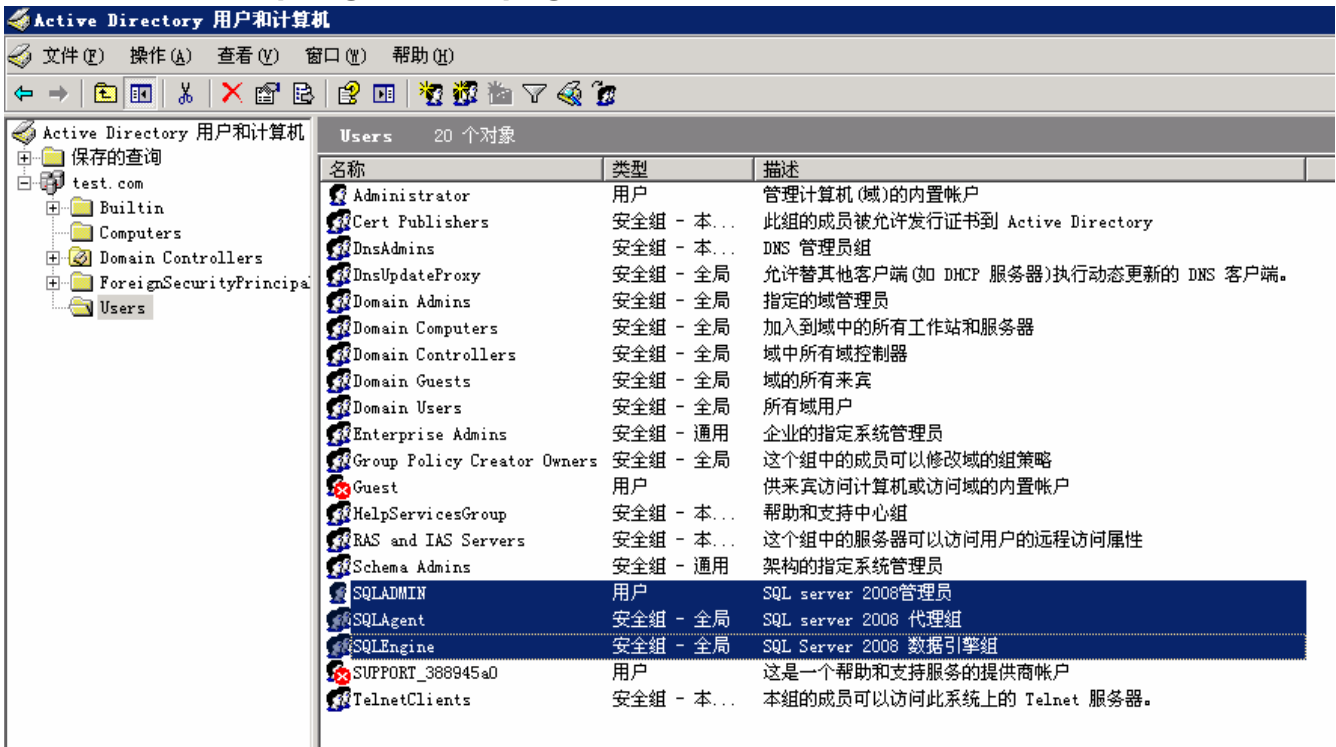 Active Directory 用户和计算机
文件(F) 操作(A) 查看(V) 窗口(W) 帮助(H)
Active Directory 用户和计算机
保存的查询
test.com
Builtin
Computers
Domain Controllers
ForeignSecurityPrincipa
Users
Users 20 个对象
名称 类型 描述
Administrator 用户 管理计算机(域)的内置帐户
Cert Publishers 安全组 - 本... 此组的成员被允许发行证书到 Active Directory
DnsAdmins 安全组 - 本... DNS 管理员组
DnsUpdateProxy 安全组 - 全局 允许替其他客户端(如 DHCP 服务器)执行动态更新的 DNS 客户端。
Domain Admins 安全组 - 全局 指定的域管理员
Domain Computers 安全组 - 全局 加入到域中的所有工作站和服务器
Domain Controllers 安全组 - 全局 域中所有域控制器
Domain Guests 安全组 - 全局 域的所有来宾
Domain Users 安全组 - 全局 所有域用户
Enterprise Admins 安全组 - 通用 企业的指定系统管理员
Group Policy Creator Owners 安全组 - 全局 这个组中的成员可以修改域的组策略
Guest 用户 供来宾访问计算机或访问域的内置帐户
HelpServicesGroup 安全组 - 本... 帮助和支持中心组
RAS and IAS Servers 安全组 - 本... 这个组中的服务器可以访问用户的远程访问属性
Schema Admins 安全组 - 通用 架构的指定系统管理员
SQLADMIN 用户 SQL server 2008管理员
SQLAgent 安全组 - 全局 SQL server 2008 代理组
SQLEngine 安全组 - 全局 SQL Server 2008 数据引擎组
SUPPORT_388945a0 用户 这是一个帮助和支持服务的提供商帐户
TelnetClients 安全组 - 本... 本组的成员可以访问此系统上的 Telnet 服务器。